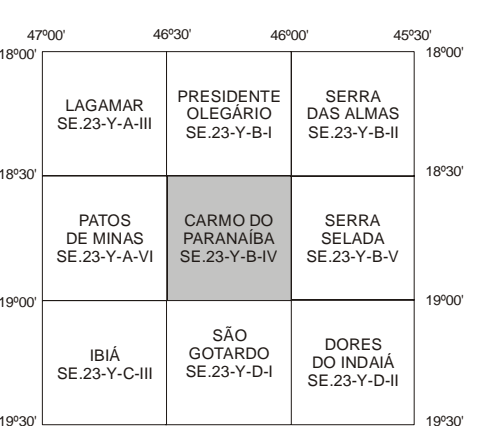 47º00'
46º30'
46º00'
45º30'
18º00'
18º00'
LAGAMAR
SE.23-Y-A-III
PRESIDENTE
OLEGÁRIO
SE.23-Y-B-I
SERRA
DAS ALMAS
SE.23-Y-B-II
18º30'
18º30'
PATOS
DE MINAS
SE.23-Y-A-VI
CARMO DO
PARANAÍBA
SE.23-Y-B-IV
SERRA
SELADA
SE.23-Y-B-V
19º00'
19º00'
IBIÁ
SE.23-Y-C-III
SÃO
GOTARDO
SE.23-Y-D-I
DORES
DO INDAIÁ
SE.23-Y-D-II
19º30'
19º30'